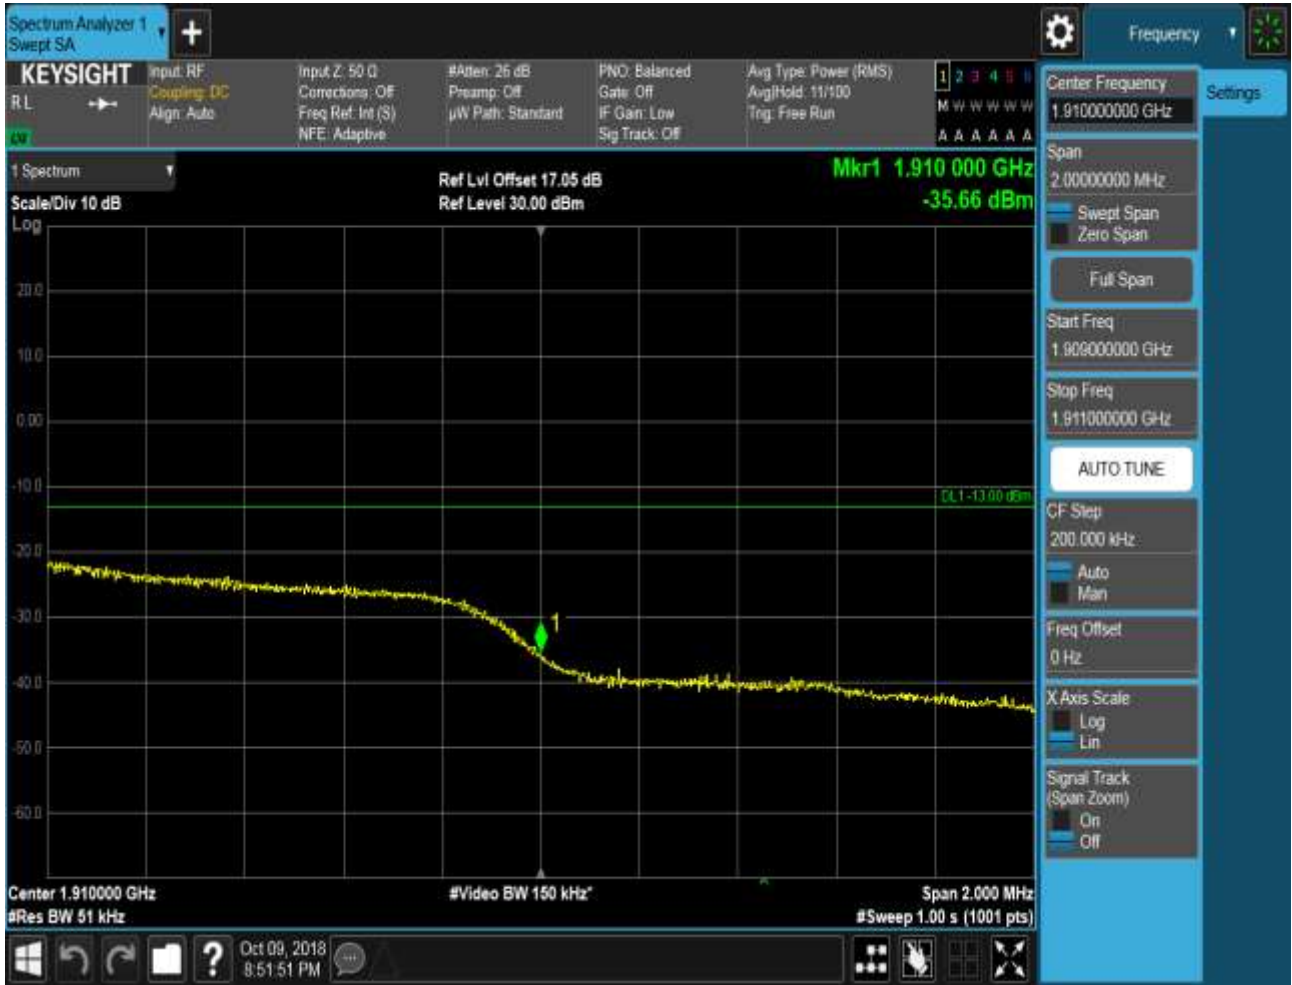 Spectrum Analyzer 1
Swept SA
Frequency
KEYSIGHT
R L
Input: RF
Coupling: DC
Align: Auto
Input Z: 50 Ω
Corrections: Off
Freq Ref: Int (S)
NFE: Adaptive
#Atten: 26 dB
Preamp: Off
µW Path: Standard
PNO: Balanced
Gate: Off
IF Gain: Low
Sig Track: Off
Avg Type: Power (RMS)
Avg|Hold: 11/100
Trig: Free Run
1 2 3 4 5 6
M W W W W W
A A A A A A
1 Spectrum
Scale/Div 10 dB
Log
Ref Lvl Offset 17.05 dB
Ref Level 30.00 dBm
Mkr1 1.910 000 GHz
-35.66 dBm
20.0
10.0
0.00
-10.0
-20.0
-30.0
-40.0
-50.0
-60.0
DL1 -13.00 dBm
1
Center 1.910000 GHz
#Res BW 51 kHz
#Video BW 150 kHz*
Span 2.000 MHz
#Sweep 1.00 s (1001 pts)
Center Frequency
1.910000000 GHz
Settings
Span
2.00000000 MHz
Swept Span
Zero Span
Full Span
Start Freq
1.909000000 GHz
Stop Freq
1.911000000 GHz
AUTO TUNE
CF Step
200.000 kHz
Auto
Man
Freq Offset
0 Hz
X Axis Scale
Log
Lin
Signal Track
(Span Zoom)
On
Off
?
Oct 09, 2018
8:51:51 PM